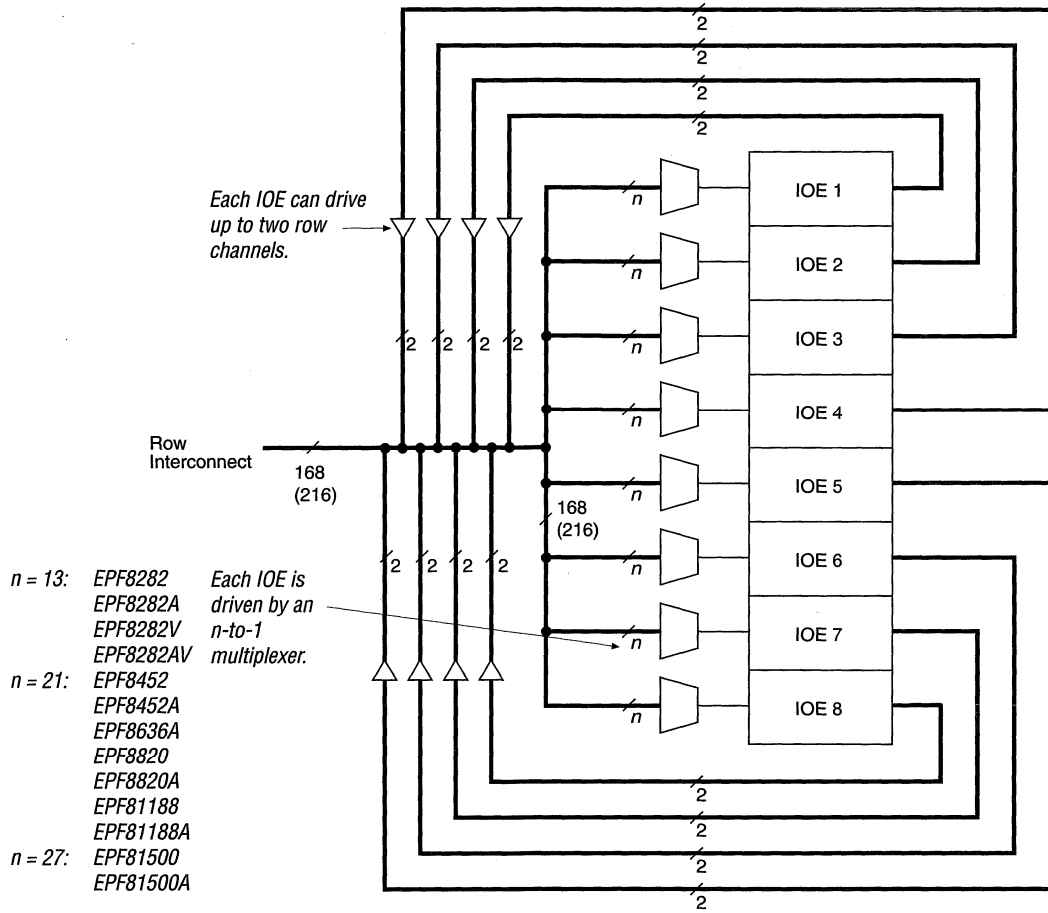 2
2
2
2
Each IOE can drive
up to two row
channels.
n
IOE 1
n
IOE 2
2
2
2
2
n
IOE 3
n
IOE 4
Row
Interconnect
168
(216)
n
IOE 5
168
(216)
n
IOE 6
2
2
2
2
n = 13: EPF8282
EPF8282A
EPF8282V
EPF8282AV
n = 21: EPF8452
EPF8452A
EPF8636A
EPF8820
EPF8820A
EPF81188
EPF81188A
n = 27: EPF81500
EPF81500A
Each IOE is
driven by an
n-to-1
multiplexer.
n
IOE 7
n
IOE 8
2
2
2
2